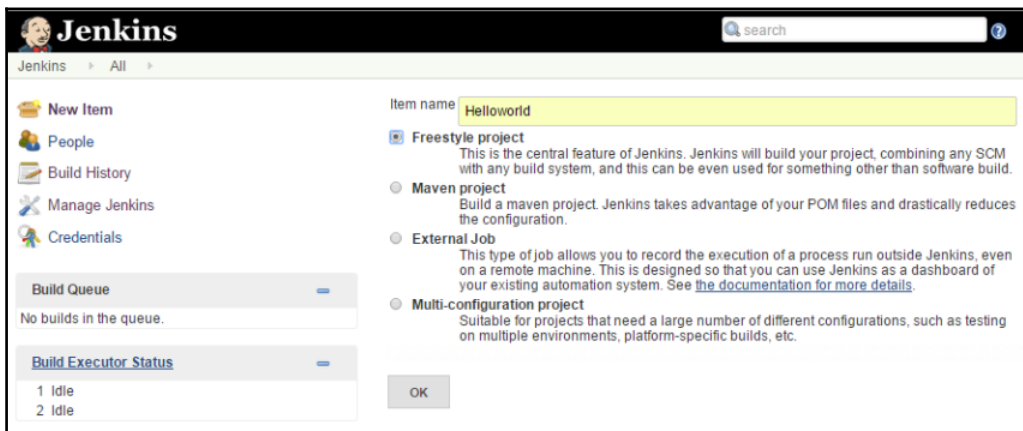 Jenkins
search
Jenkins All
New Item
People
Build History
Manage Jenkins
Credentials
Build Queue
No builds in the queue.
Build Executor Status
1 Idle
2 Idle
Item name Helloworld
Freestyle project
This is the central feature of Jenkins. Jenkins will build your project, combining any SCM
with any build system, and this can be even used for something other than software build.
Maven project
Build a maven project. Jenkins takes advantage of your POM files and drastically reduces
the configuration.
External Job
This type of job allows you to record the execution of a process run outside Jenkins, even
on a remote machine. This is designed so that you can use Jenkins as a dashboard of
your existing automation system. See the documentation for more details.
Multi-configuration project
Suitable for projects that need a large number of different configurations, such as testing
on multiple environments, platform-specific builds, etc.
OK